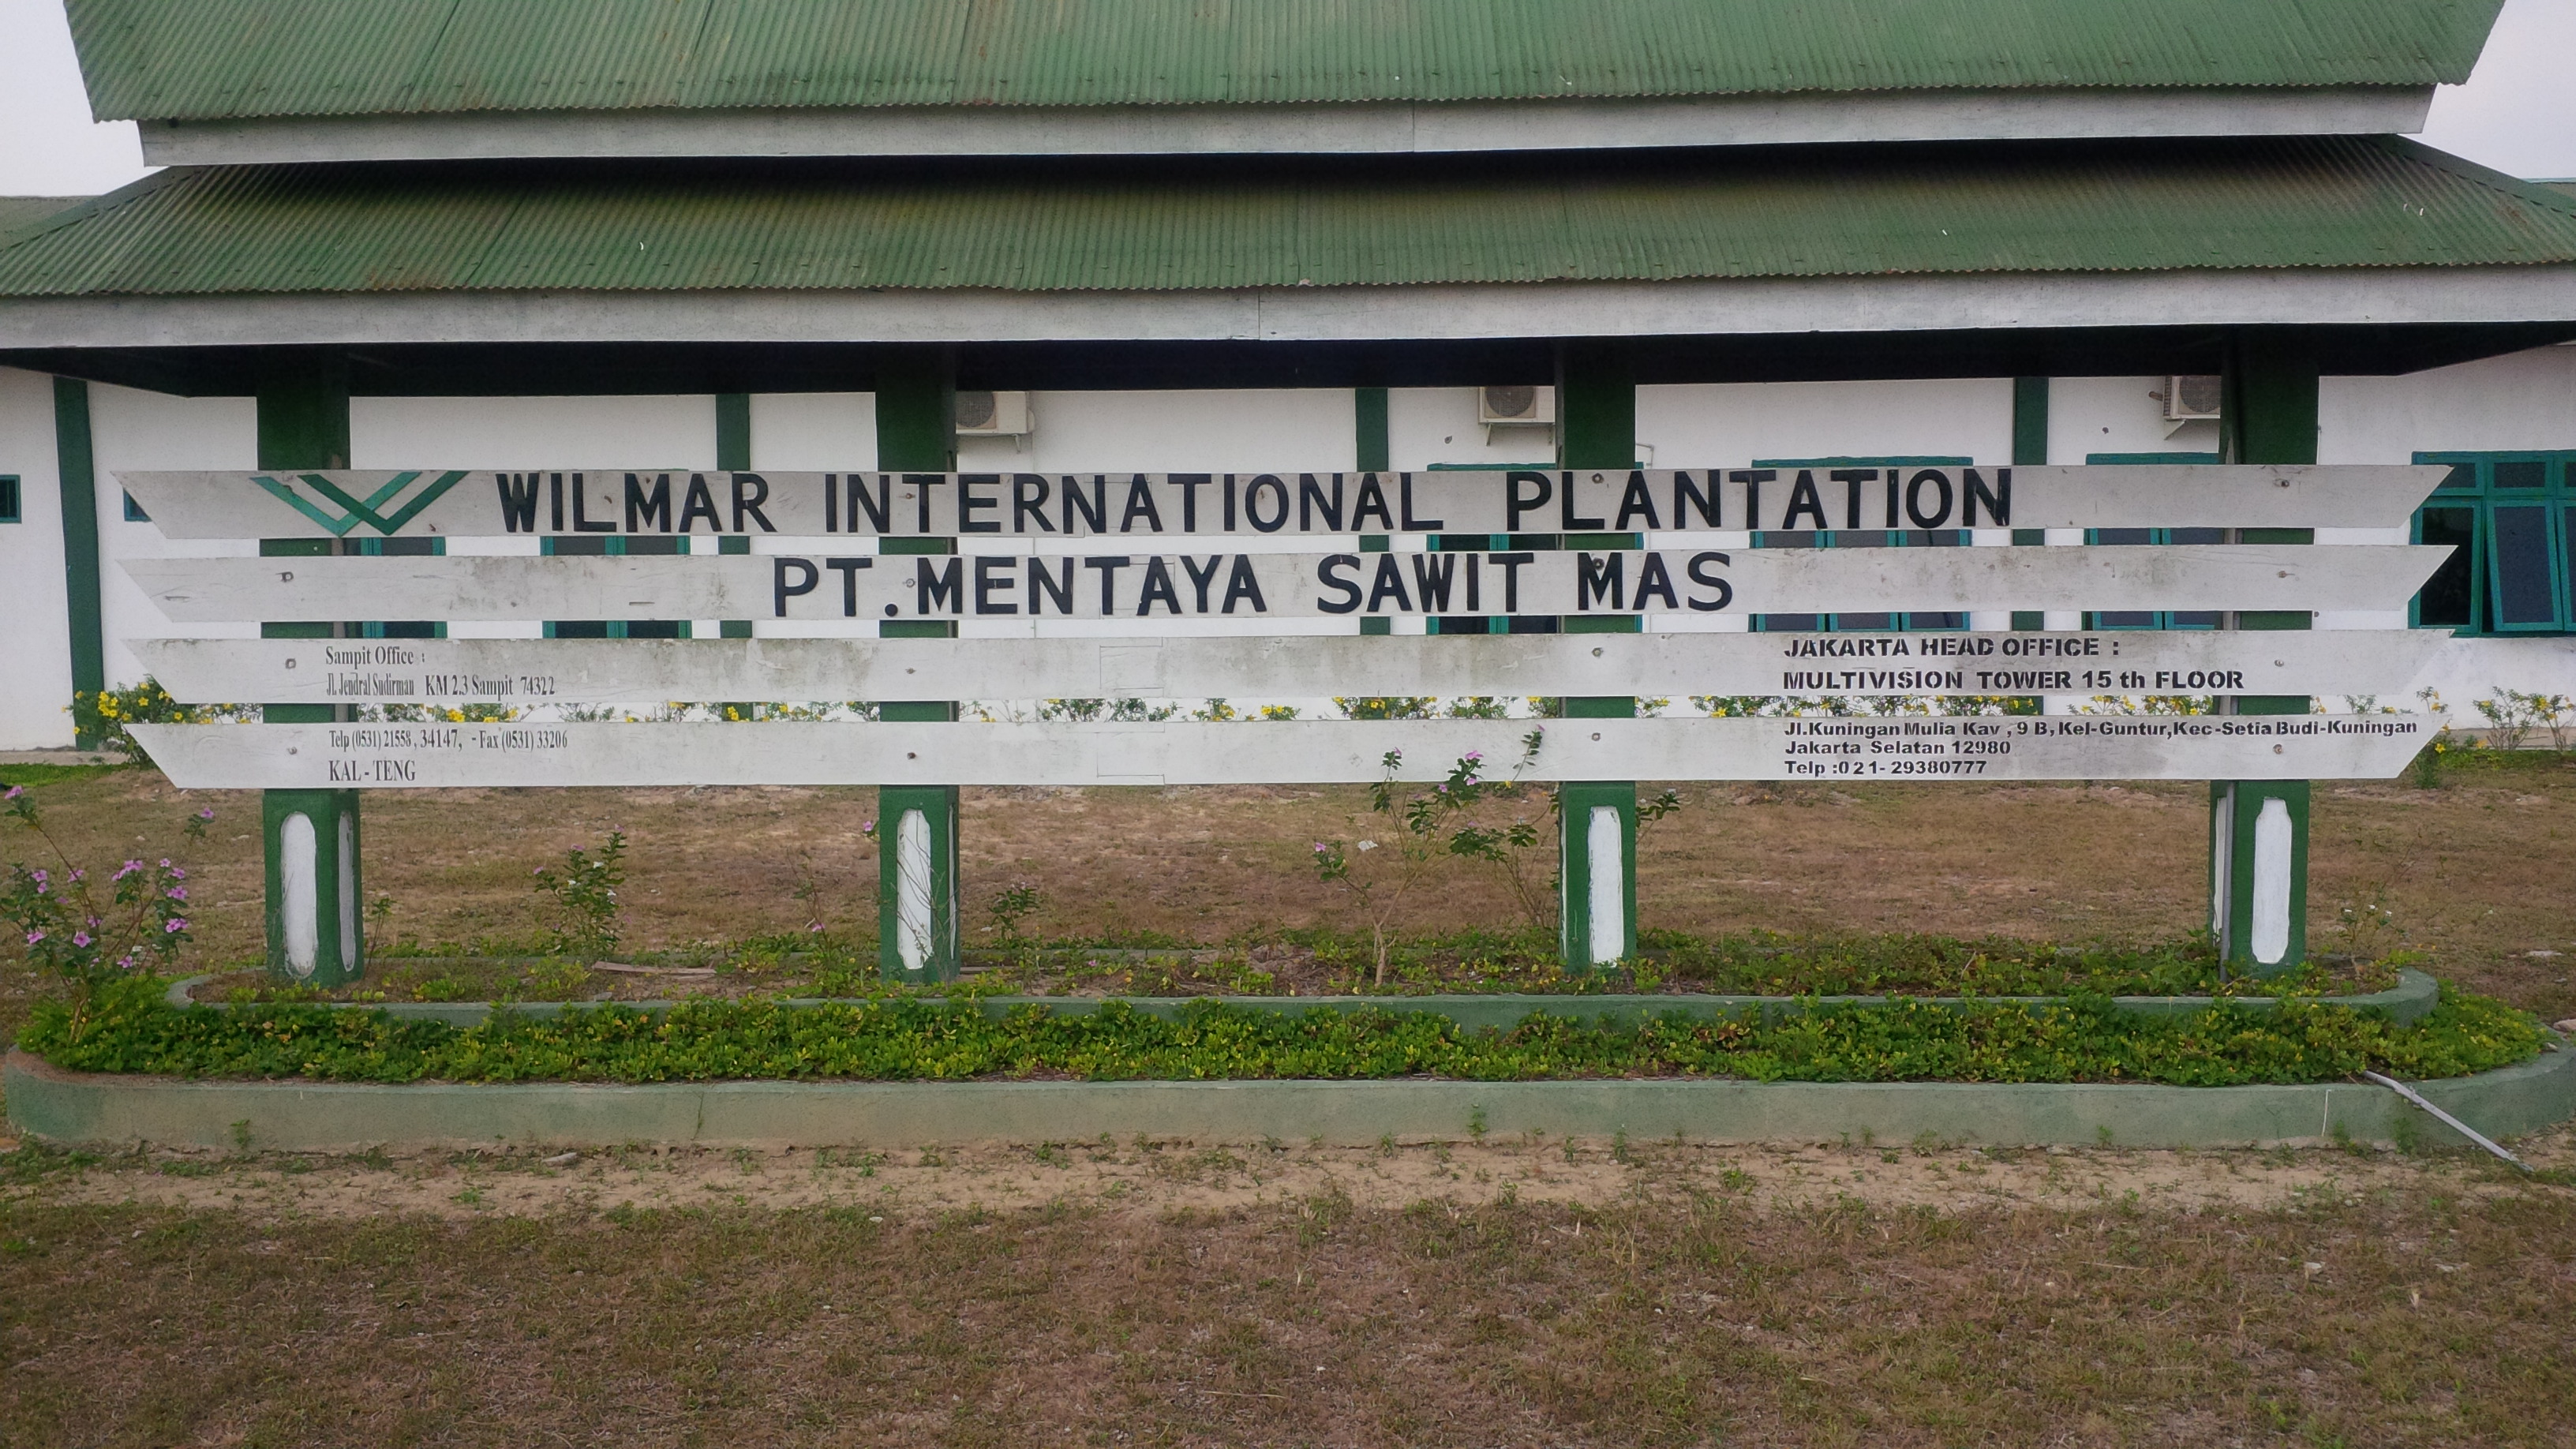 WILMAR INTERNATIONAL PLANTATION
PT.MENTAYA SAWIT MAS
Sampit Office :
Jl. Jendral Sudirman KM 2.3 Sampit 74322
Telp (0531) 21558, 34147, - Fax (0531) 33206
KAL - TENG
JAKARTA HEAD OFFICE :
MULTIVISION TOWER 15 th FLOOR
Jl.Kuningan Mulia Kav , 9 B, Kel-Guntur,Kec-Setia Budi-Kuningan
Jakarta Selatan 12980
Telp :021- 29380777